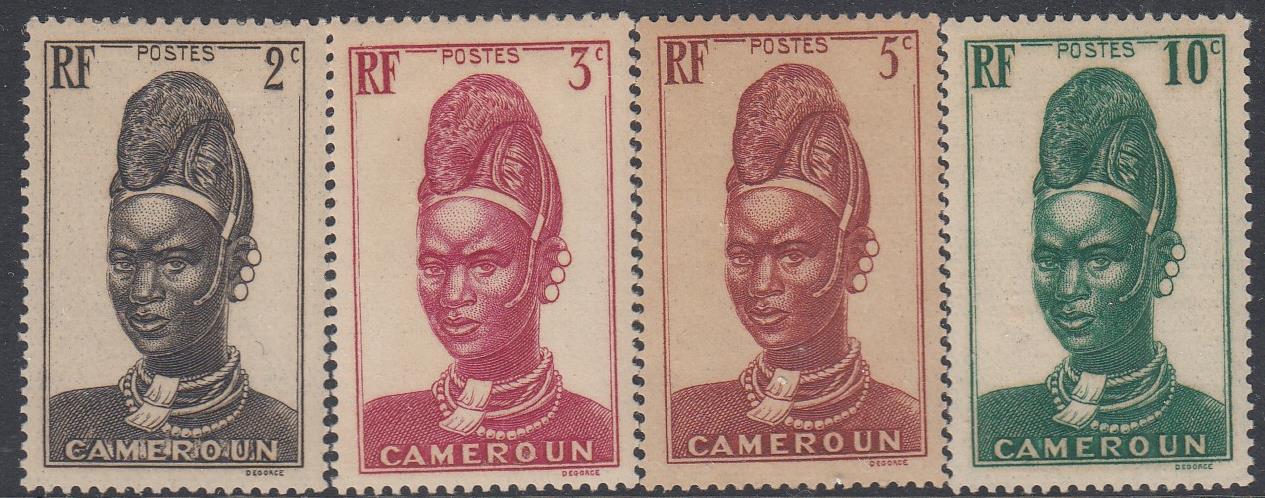 RF POSTES 2c
CAMEROUN
DEGORCE
RF POSTES 3c
CAMEROUN
DEGORCE
RF POSTES 5c
CAMEROUN
DEGORCE
RF POSTES 10c
CAMEROUN
DEGORCE